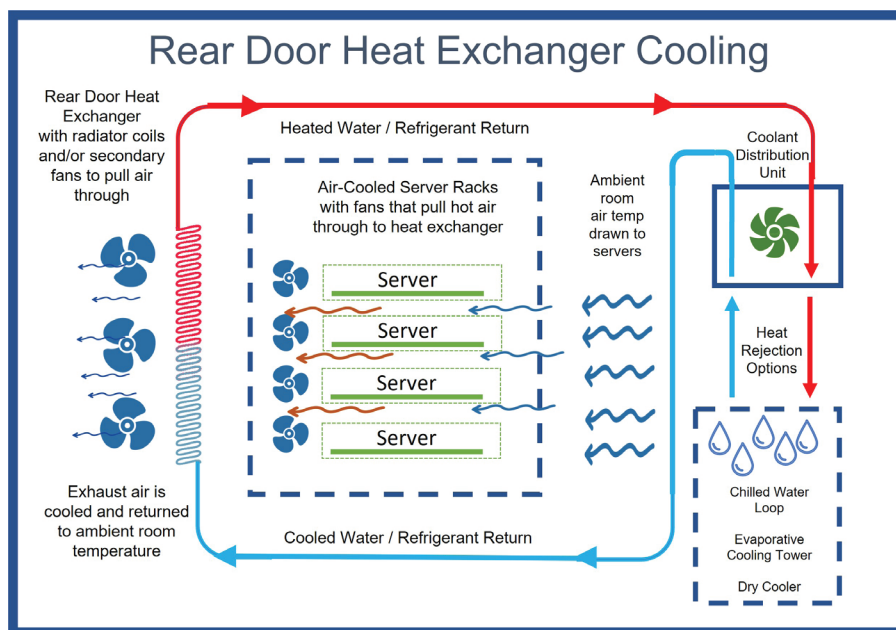 Rear Door Heat Exchanger Cooling
Rear Door Heat
Exchanger
with radiator coils
and/or secondary
fans to pull air
through
Heated Water / Refrigerant Return
Coolant
Distribution
Unit
Air-Cooled Server Racks
with fans that pull hot air
through to heat exchanger
Ambient
room
air temp
drawn to
servers
Server
Server
Server
Server
Heat
Rejection
Options
Exhaust air is
cooled and returned
to ambient room
temperature
Cooled Water / Refrigerant Return
Chilled Water
Loop
Evaporative
Cooling Tower
Dry Cooler